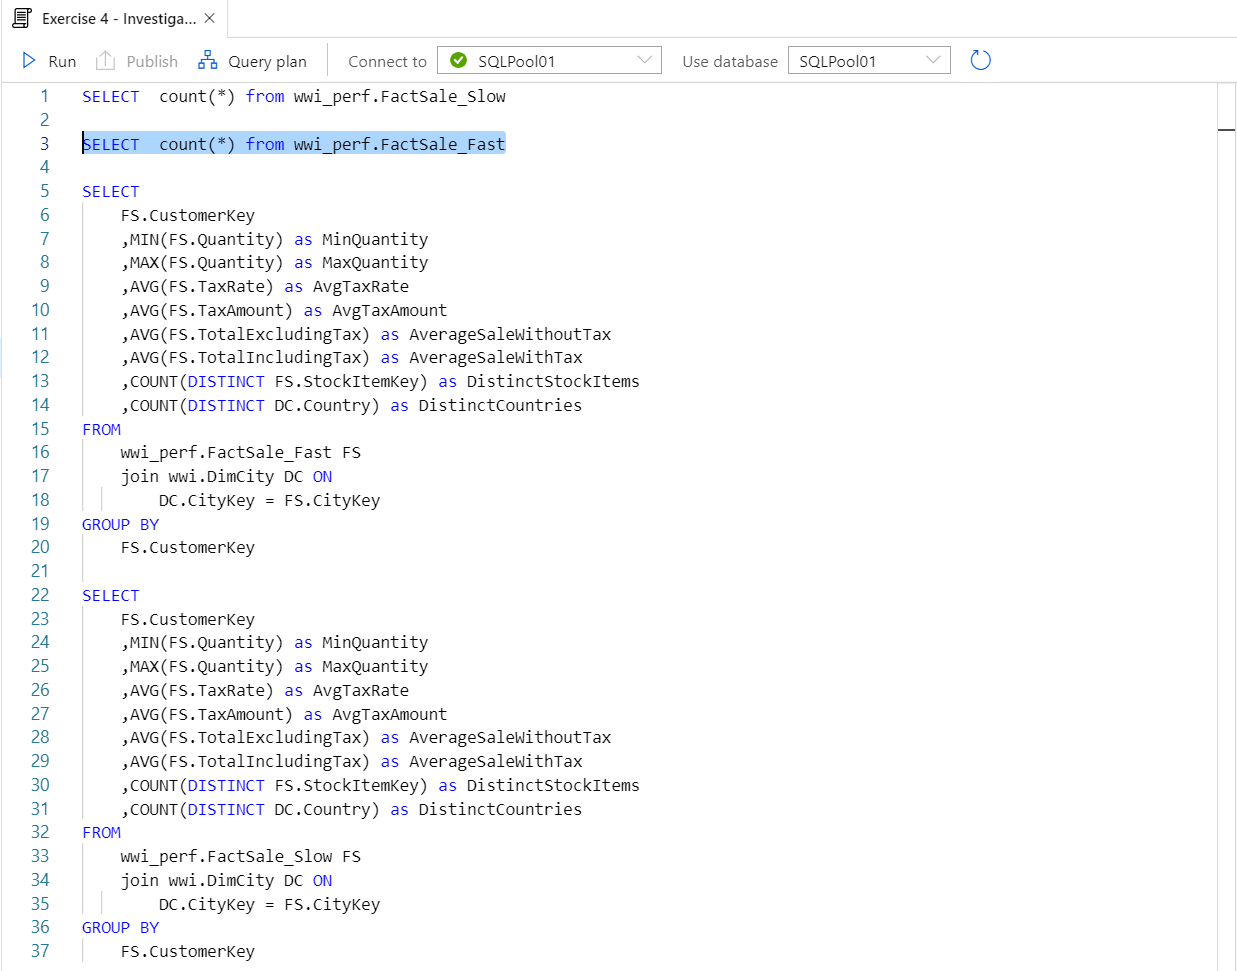 Exercise 4 - Investiga...
Run Publish Query plan Connect to SQLPool01 Use database SQLPool01
1 SELECT  count(*) from wwi_perf.FactSale_Slow
2
3 SELECT  count(*) from wwi_perf.FactSale_Fast
4
5 SELECT
6     FS.CustomerKey
7     ,MIN(FS.Quantity) as MinQuantity
8     ,MAX(FS.Quantity) as MaxQuantity
9     ,AVG(FS.TaxRate) as AvgTaxRate
10     ,AVG(FS.TaxAmount) as AvgTaxAmount
11     ,AVG(FS.TotalExcludingTax) as AverageSaleWithoutTax
12     ,AVG(FS.TotalIncludingTax) as AverageSaleWithTax
13     ,COUNT(DISTINCT FS.StockItemKey) as DistinctStockItems
14     ,COUNT(DISTINCT DC.Country) as DistinctCountries
15 FROM
16     wwi_perf.FactSale_Fast FS
17     join wwi.DimCity DC ON
18         DC.CityKey = FS.CityKey
19 GROUP BY
20     FS.CustomerKey
21
22 SELECT
23     FS.CustomerKey
24     ,MIN(FS.Quantity) as MinQuantity
25     ,MAX(FS.Quantity) as MaxQuantity
26     ,AVG(FS.TaxRate) as AvgTaxRate
27     ,AVG(FS.TaxAmount) as AvgTaxAmount
28     ,AVG(FS.TotalExcludingTax) as AverageSaleWithoutTax
29     ,AVG(FS.TotalIncludingTax) as AverageSaleWithTax
30     ,COUNT(DISTINCT FS.StockItemKey) as DistinctStockItems
31     ,COUNT(DISTINCT DC.Country) as DistinctCountries
32 FROM
33     wwi_perf.FactSale_Slow FS
34     join wwi.DimCity DC ON
35         DC.CityKey = FS.CityKey
36 GROUP BY
37     FS.CustomerKey